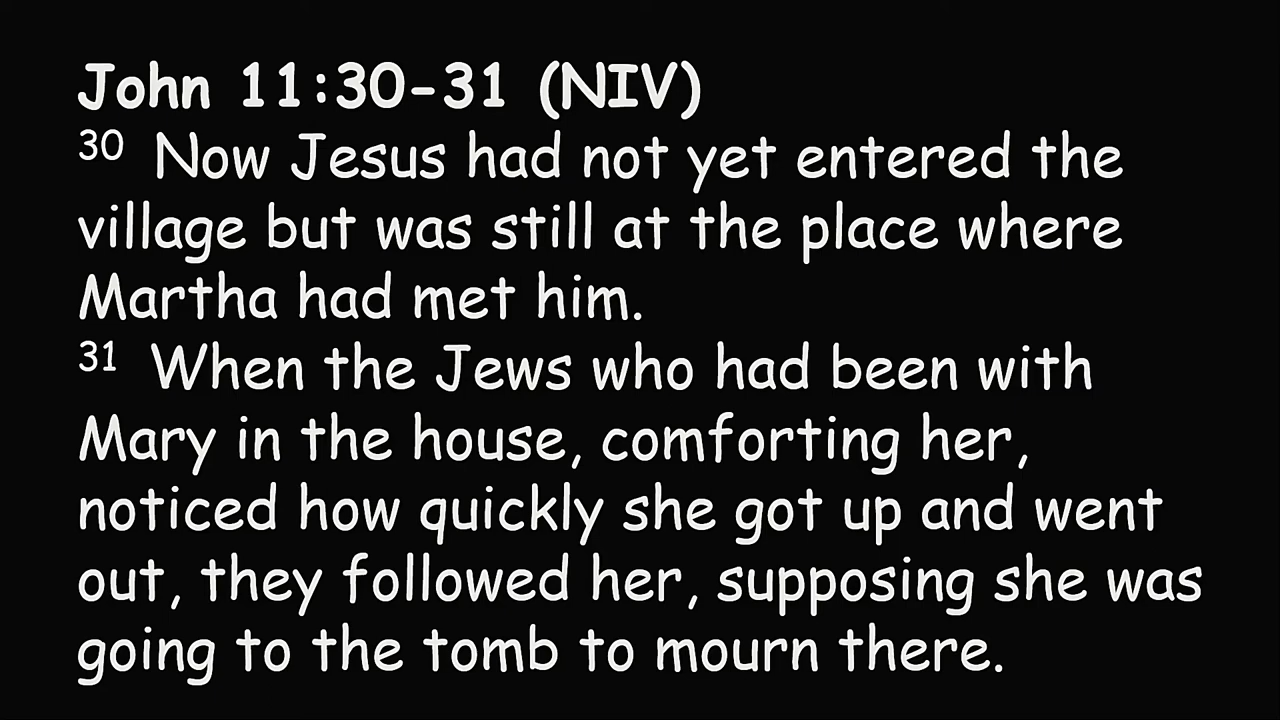 John 11:30-31 (NIV)
30 Now Jesus had not yet entered the
village but was still at the place where
Martha had met him.
31 When the Jews who had been with
Mary in the house, comforting her,
noticed how quickly she got up and went
out, they followed her, supposing she was
going to the tomb to mourn there.